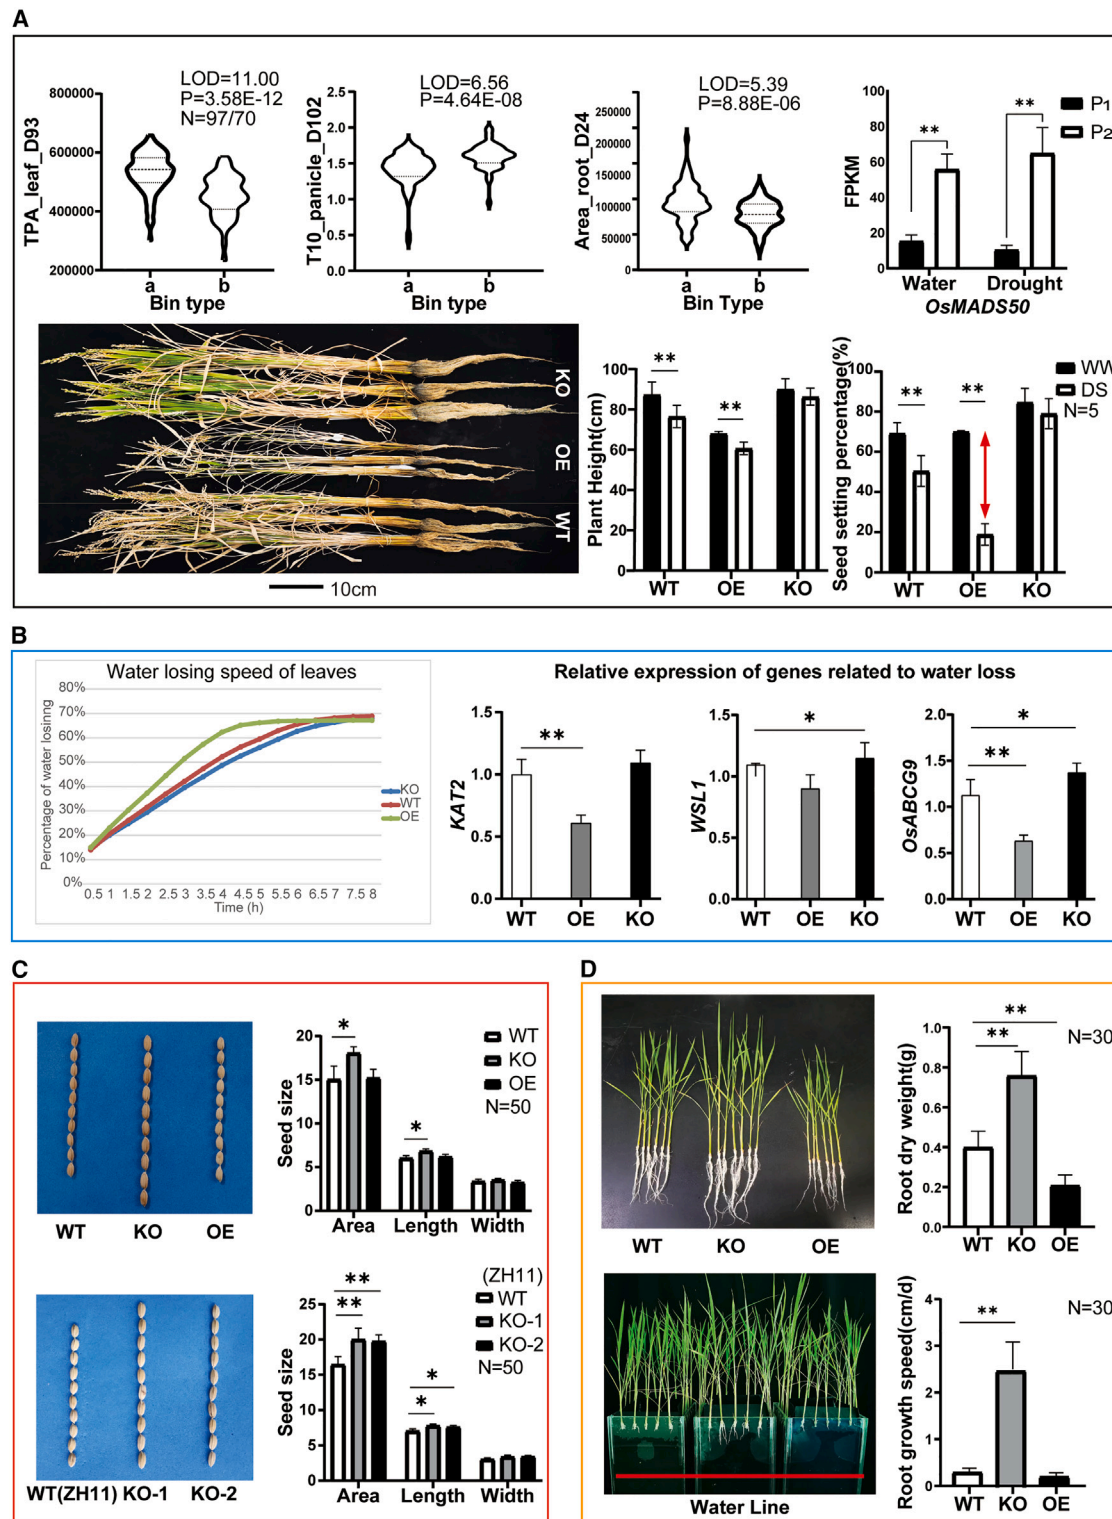 A
LOD=11.00
P=3.58E-12
N=97/70
TPA_leaf_D93
800000
600000
400000
200000
a b
Bin type
LOD=6.56
P=4.64E-08
T10_panicle_D102
2.5
2.0
1.5
1.0
0.5
0.0
a b
Bin type
LOD=5.39
P=8.88E-06
Area_root_D24
250000
200000
150000
100000
50000
0
a b
Bin Type
P1
P2
FPKM
100
80
60
40
20
0
** **
Water Drought
OsMADS50
KO
OE
WT
10cm
Plant Height(cm)
100
80
60
40
20
0
** **
WT OE KO
Seed setting percentage(%)
100
80
60
40
20
0
** **
WW
DS
N=5
WT OE KO
B
Water losing speed of leaves
Percentage of water losinng
80%
70%
60%
50%
40%
30%
20%
10%
0%
KO
WT
OE
0.5 1 1.5 2 2.5 3 3.5 4 4.5 5 5.5 6 6.5 7 7.5 8
Time (h)
Relative expression of genes related to water loss
KAT2
1.5
1.0
0.5
0.0
**
WT OE KO
WSL1
1.5
1.0
0.5
0.0
*
WT OE KO
OsABCG9
2.0
1.5
1.0
0.5
0.0
*
**
WT OE KO
C
WT KO OE
Seed size
20
15
10
5
0
*
*
WT
KO
OE
N=50
Area Length Width
WT(ZH11) KO-1 KO-2
Seed size
25
20
15
10
5
0
**
**
*
*
(ZH11)
WT
KO-1
KO-2
N=50
Area Length Width
D
WT KO OE
Root dry weight(g)
1.0
0.8
0.6
0.4
0.2
0.0
**
**
N=30
WT KO OE
Water Line
Root growth speed(cm/d)
4
3
2
1
0
**
N=30
WT KO OE